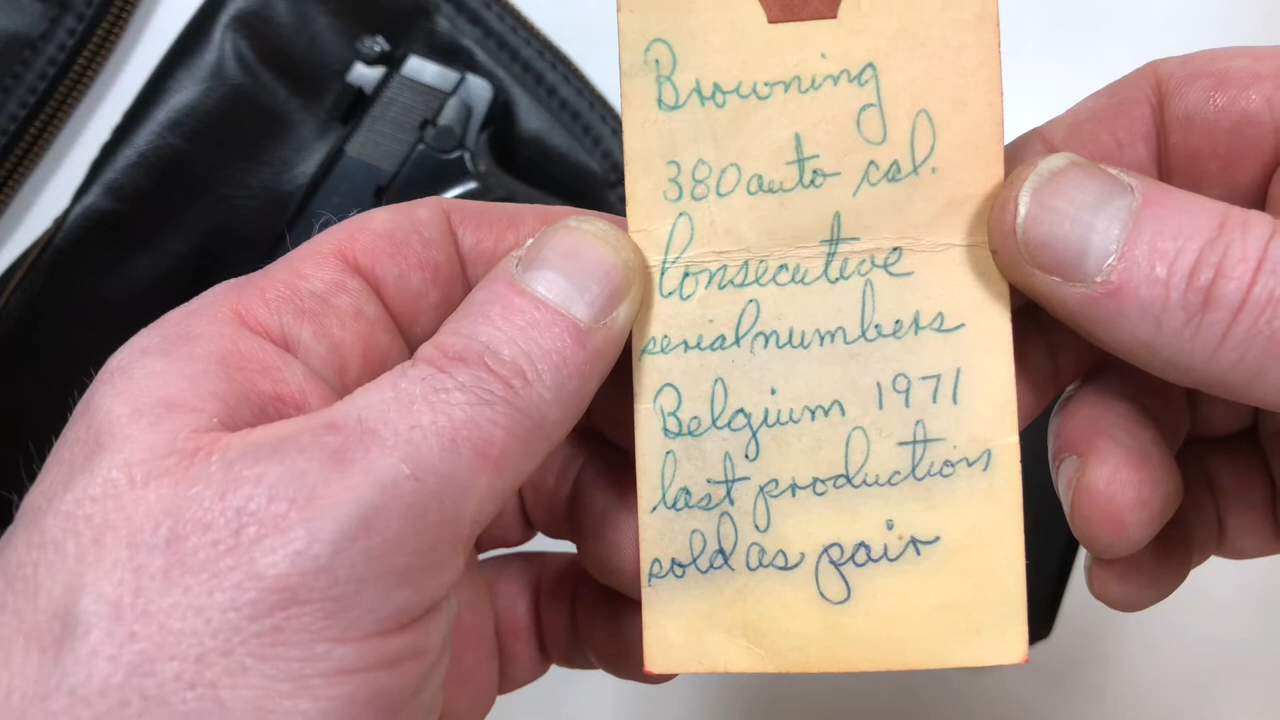 Browning
380 auto cal.
Consecutive
serial numbers
Belgium 1971
last production
sold as pair